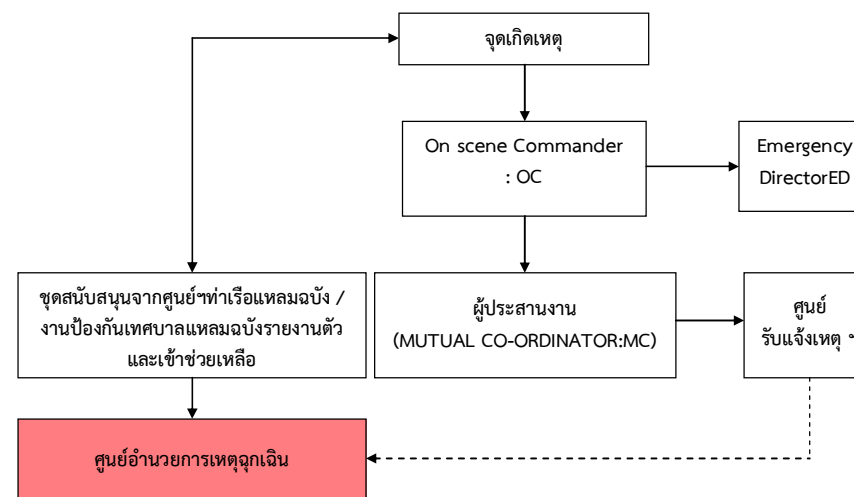 จุดเกิดเหตุ
On scene Commander
: OC
Emergency
DirectorED
ชุดสนับสนุนจากศูนย์ฯท่าเรือแหลมฉบัง /
งานป้องกันเทศบาลแหลมฉบังรายงานตัว
และเข้าช่วยเหลือ
ผู้ประสานงาน
(MUTUAL CO-ORDINATOR:MC)
ศูนย์
รับแจ้งเหตุ ฯ
ศูนย์อำนวยการเหตุฉุกเฉิน